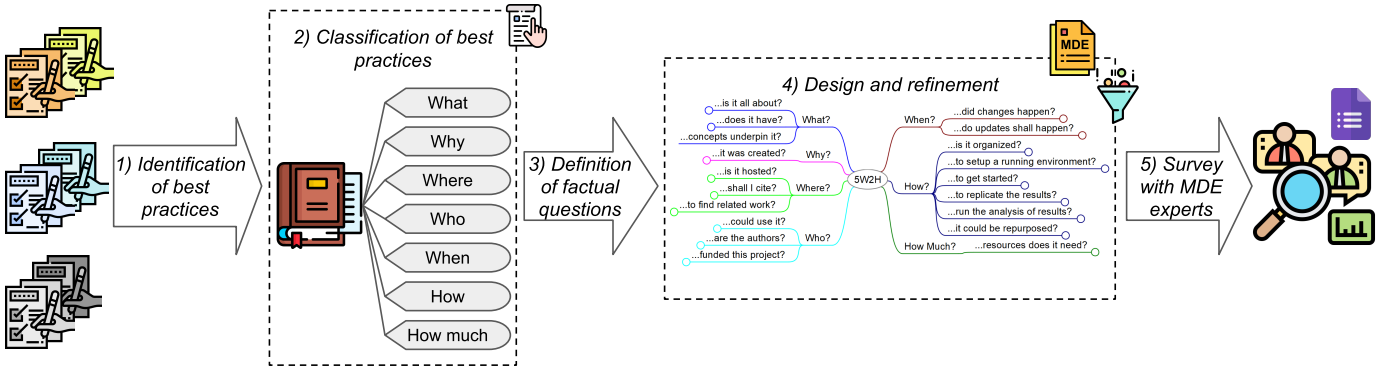 1) Identification
of best
practices
2) Classification of best
practices
What
Why
Where
Who
When
How
How much
3) Definition
of factual
questions
MDE
4) Design and refinement
5W2H
What?
...is it all about?
...does it have?
...concepts underpin it?
Why?
...it was created?
Where?
...is it hosted?
...shall I cite?
...to find related work?
Who?
...could use it?
...are the authors?
...funded this project?
When?
...did changes happen?
...do updates shall happen?
How?
...is it organized?
...to setup a running environment?
...to get started?
...to replicate the results?
...run the analysis of results?
...it could be repurposed?
How Much?
...resources does it need?
5) Survey
with MDE
experts